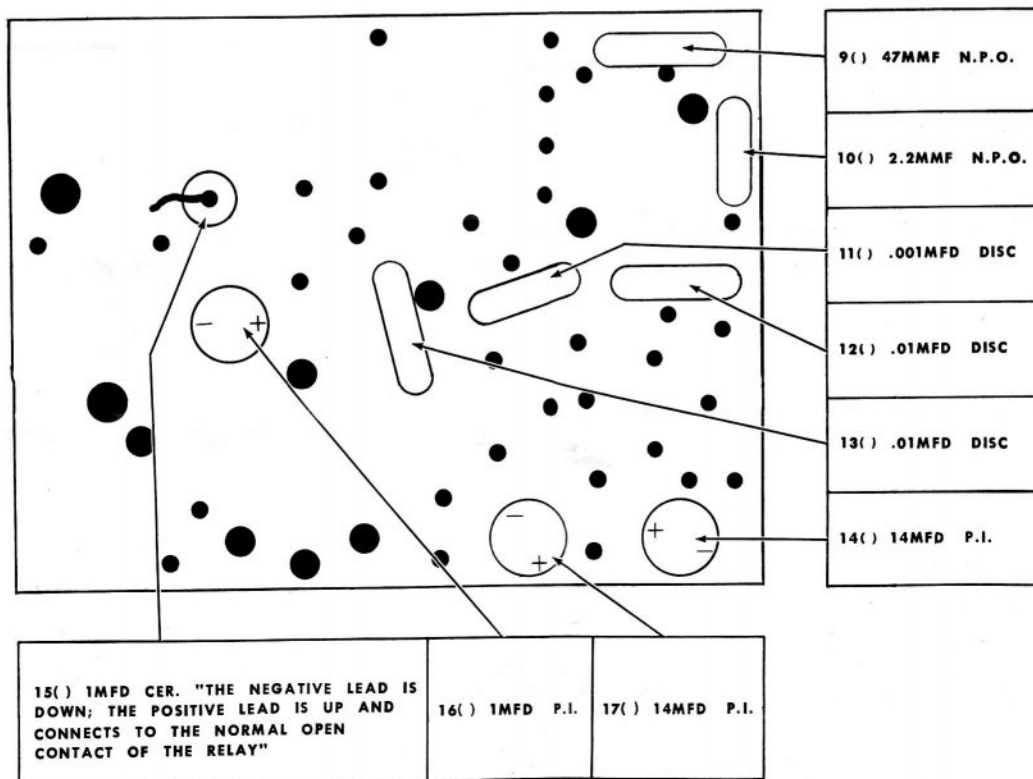 9( ) 47MMF N.P.O.
10( ) 2.2MMF N.P.O.
11( ) .001MFD DISC
12( ) .01MFD DISC
13( ) .01MFD DISC
14( ) 14MFD P.I.
- +
-
+
+
-
15( ) 1MFD CER. "THE NEGATIVE LEAD IS
DOWN; THE POSITIVE LEAD IS UP AND
CONNECTS TO THE NORMAL OPEN
CONTACT OF THE RELAY"
16( ) 1MFD P.I.
17( ) 14MFD P.I.